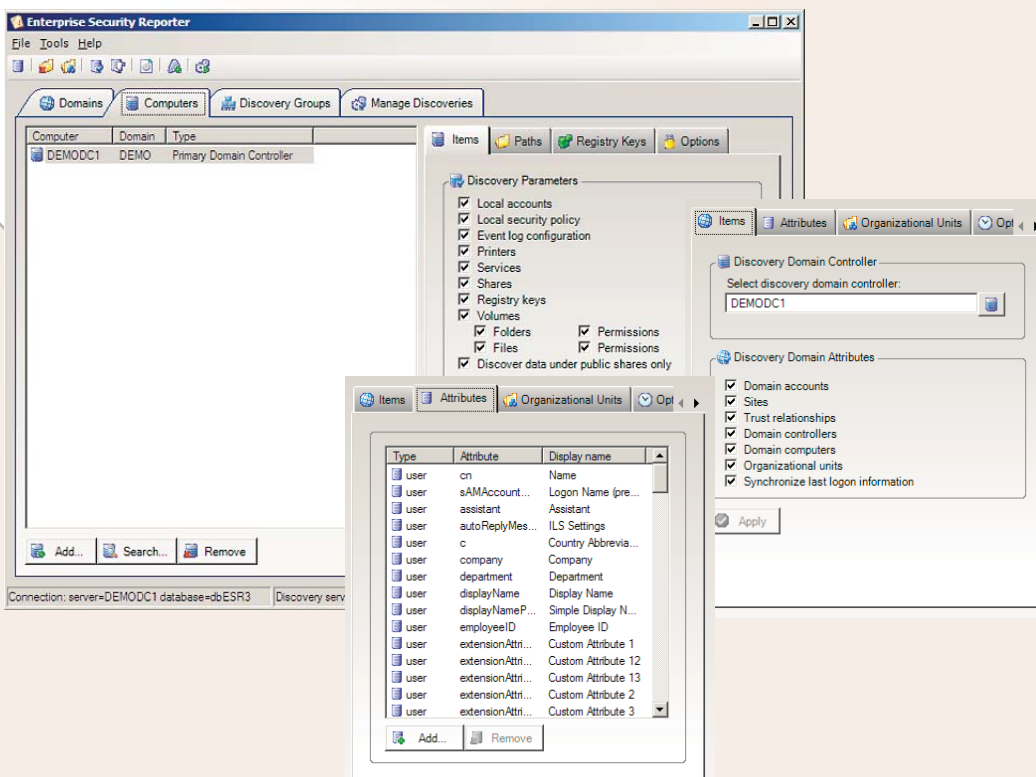 Enterprise Security Reporter
File Tools Help
Domains Computers Discovery Groups Manage Discoveries
Computer Domain Type
DEMODC1 DEMO Primary Domain Controller
Items Paths Registry Keys Options
Discovery Parameters
Local accounts
Local security policy
Event log configuration
Printers
Services
Shares
Registry keys
Volumes
Folders Permissions
Files Permissions
Discover data under public shares only
Add... Search... Remove
Connection: server=DEMODC1 database=dbESR3 Discovery serv
Items Attributes Organizational Units Opt
Discovery Domain Controller
Select discovery domain controller:
DEMODC1
Discovery Domain Attributes
Domain accounts
Sites
Trust relationships
Domain controllers
Domain computers
Organizational units
Synchronize last logon information
Apply
Items Attributes Organizational Units Opt
Type Attribute Display name
user cn Name
user sAMAccount... Logon Name (pre...
user assistant Assistant
user autoReplyMes... ILS Settings
user c Country Abbrevia...
user company Company
user department Department
user displayName Display Name
user displayNameP... Simple Display N...
user employeeID Employee ID
user extensionAttri... Custom Attribute 1
user extensionAttri... Custom Attribute 12
user extensionAttri... Custom Attribute 13
user extensionAttri... Custom Attribute 2
user extensionAttri... Custom Attribute 3
Add... Remove